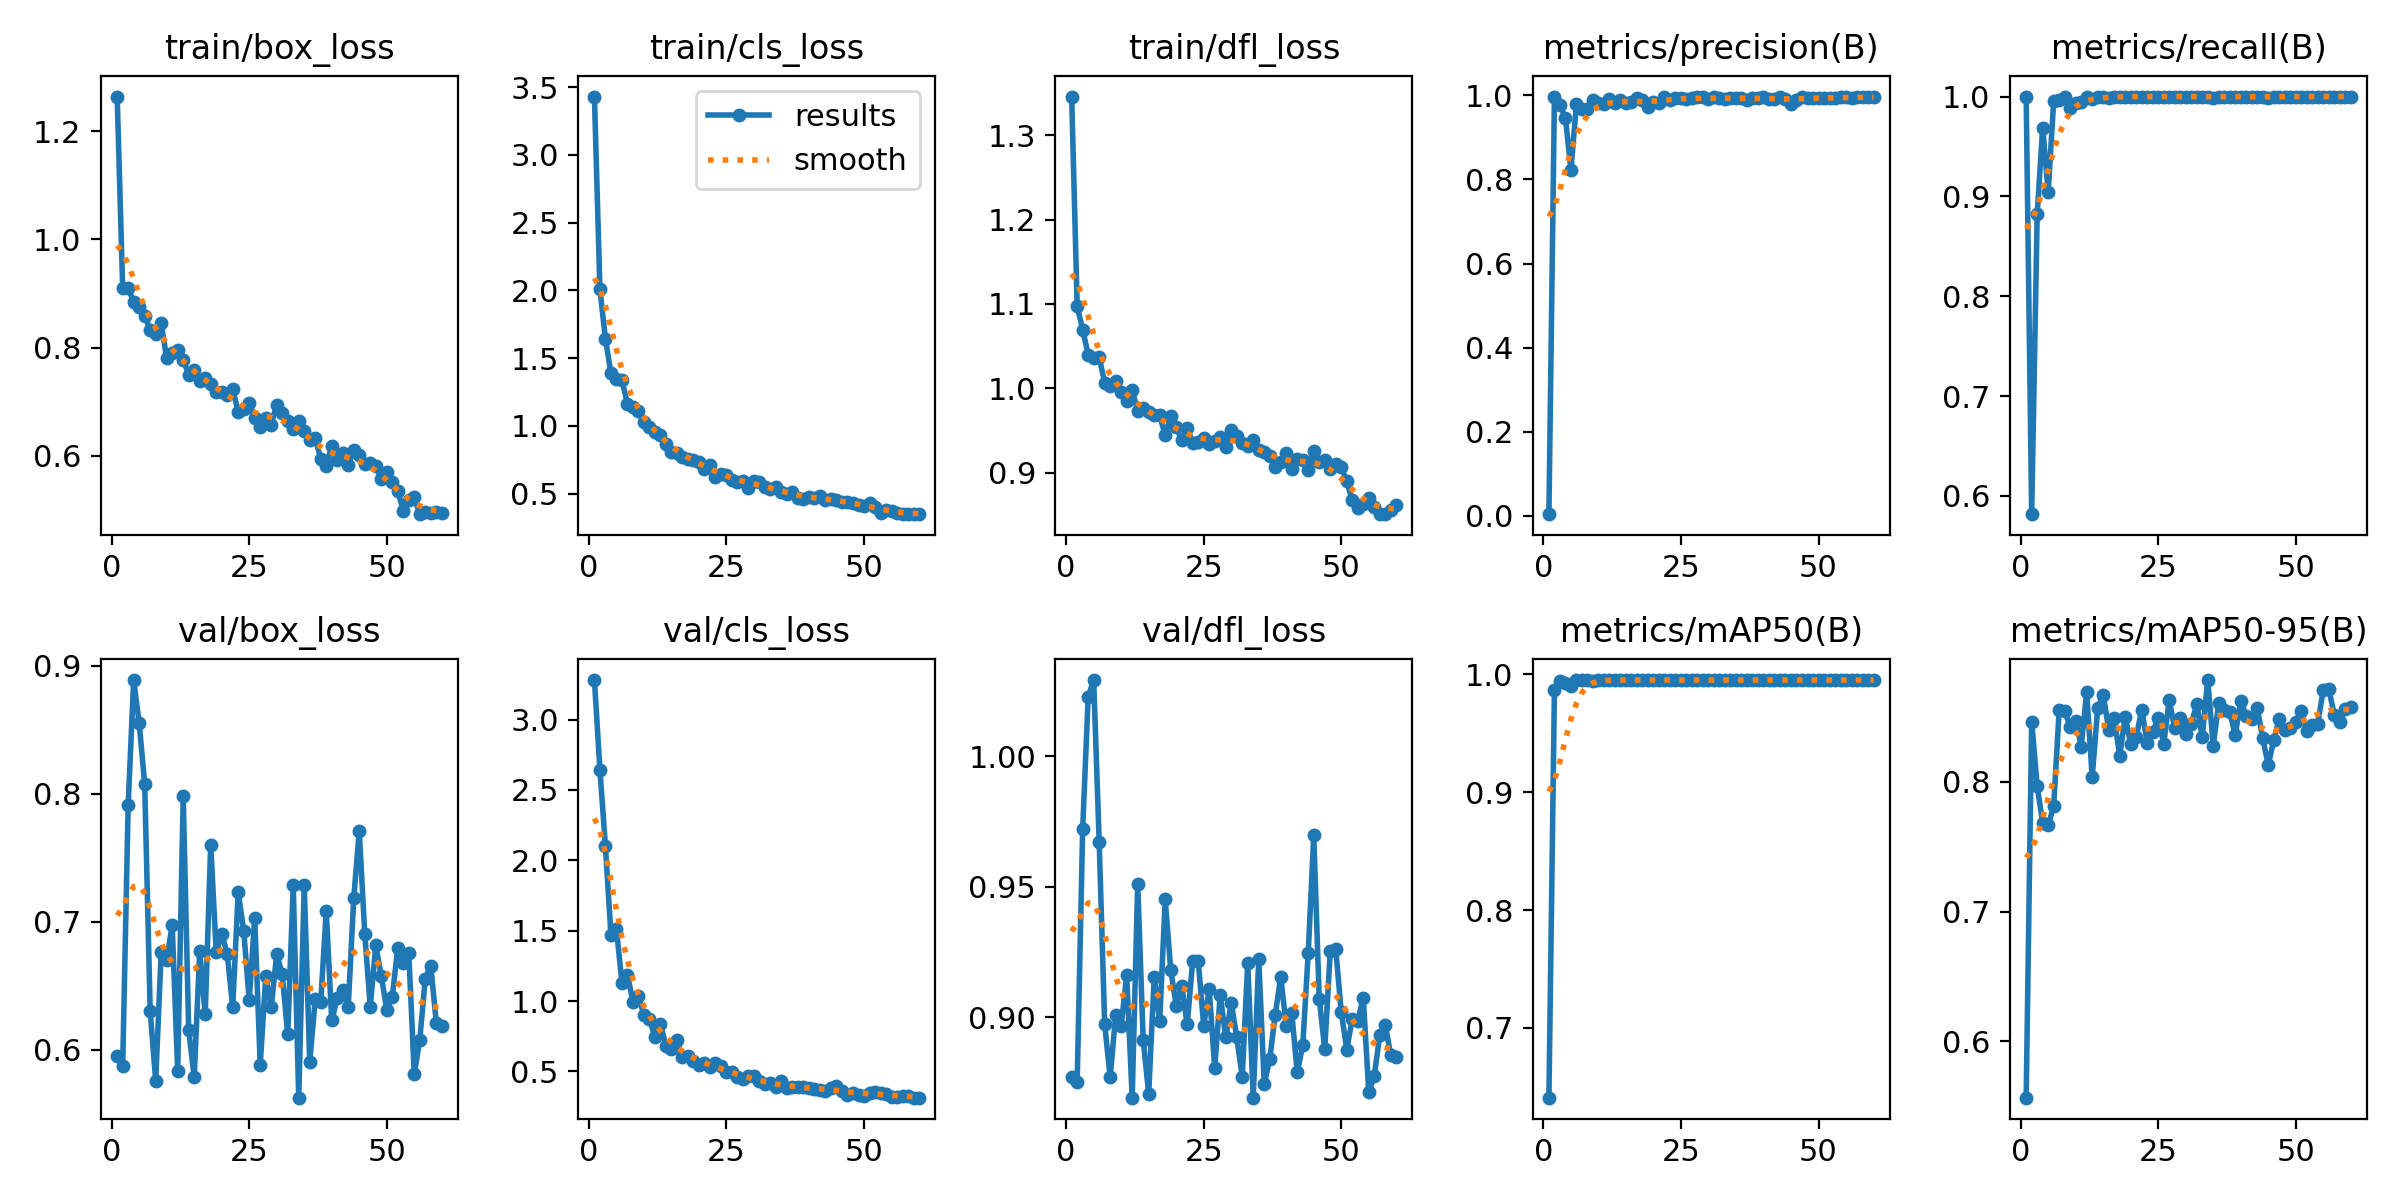 train/box_loss
1.2
1.0
0.8
0.6
0 25 50
train/cls_loss
results
smooth
3.5
3.0
2.5
2.0
1.5
1.0
0.5
0 25 50
train/dfl_loss
1.3
1.2
1.1
1.0
0.9
0 25 50
metrics/precision(B)
1.0
0.8
0.6
0.4
0.2
0.0
0 25 50
metrics/recall(B)
1.0
0.9
0.8
0.7
0.6
0 25 50
val/box_loss
0.9
0.8
0.7
0.6
0 25 50
val/cls_loss
3.0
2.5
2.0
1.5
1.0
0.5
0 25 50
val/dfl_loss
1.00
0.95
0.90
0 25 50
metrics/mAP50(B)
1.0
0.9
0.8
0.7
0 25 50
metrics/mAP50-95(B)
0.8
0.7
0.6
0 25 50